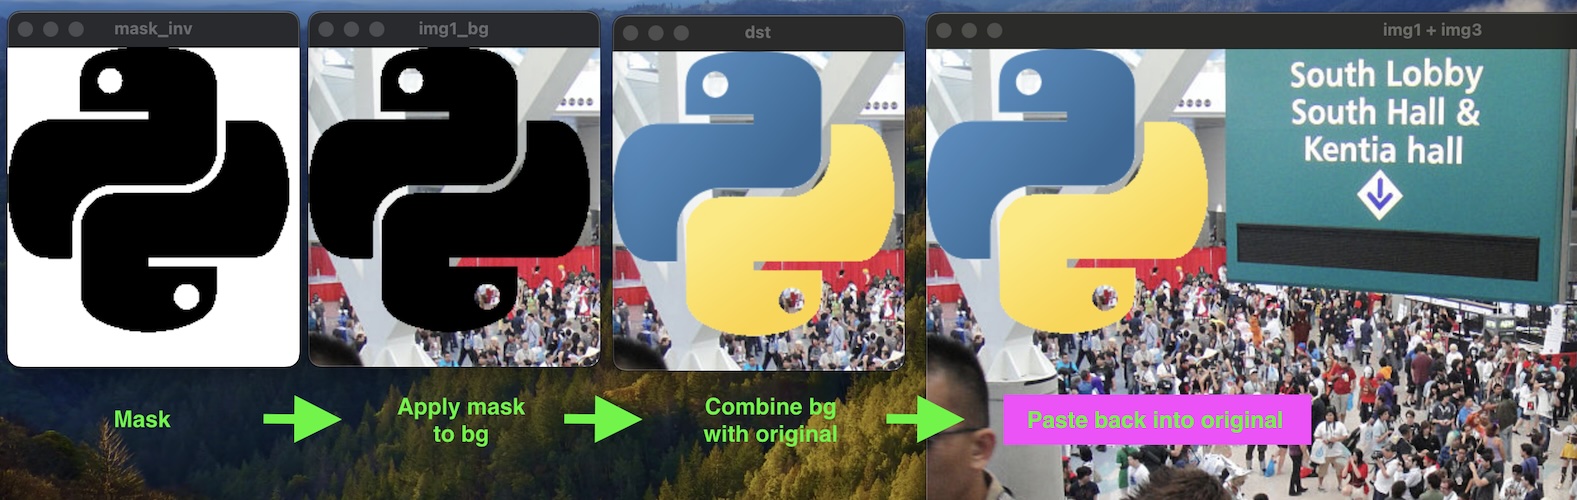 mask_inv
img1_bg
dst
img1 + img3
South Lobby
South Hall &
Kentia hall
Mask
Apply mask
to bg
Combine bg
with original
Paste back into original